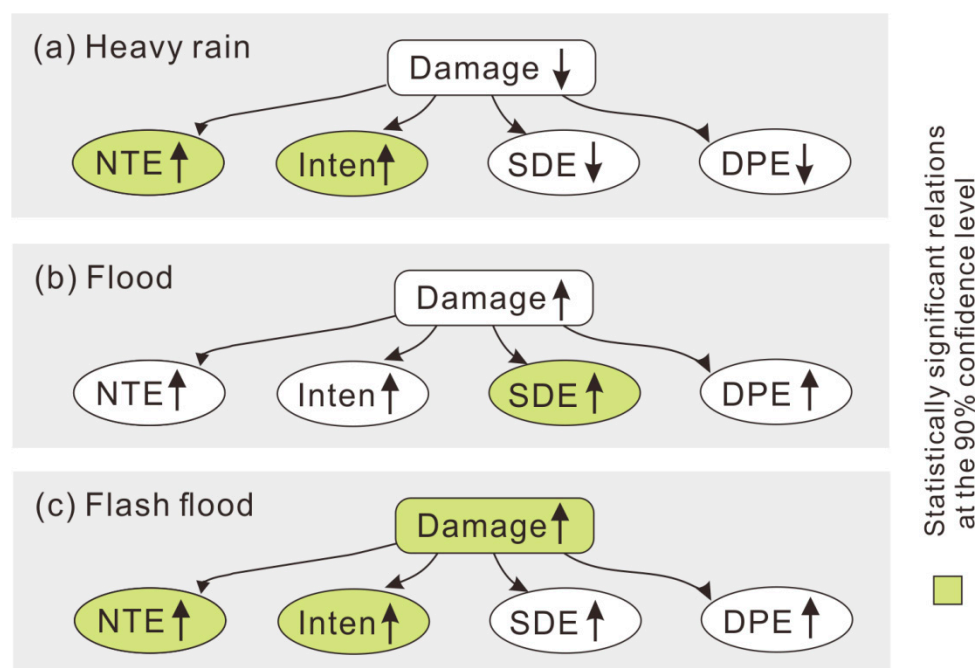 (a) Heavy rain
Damage ↓
NTE ↑ Inten ↑ SDE ↓ DPE ↓
(b) Flood
Damage ↑
NTE ↑ Inten ↑ SDE ↑ DPE ↑
(c) Flash flood
Damage ↑
NTE ↑ Inten ↑ SDE ↑ DPE ↑
Statistically significant relations
at the 90% confidence level